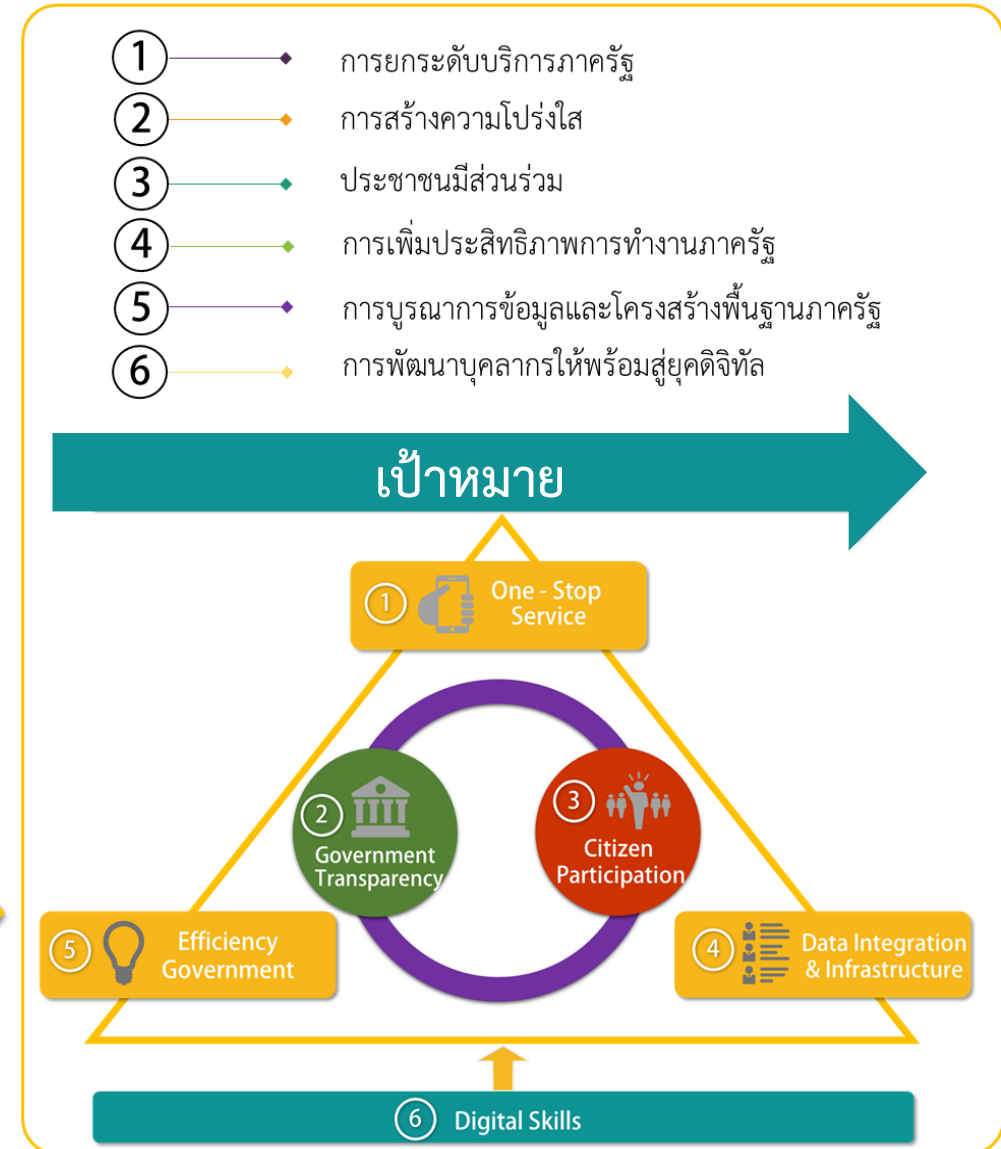 1 การยกระดับบริการภาครัฐ
2 การสร้างความโปร่งใส
3 ประชาชนมีส่วนร่วม
4 การเพิ่มประสิทธิภาพการทำงานภาครัฐ
5 การบูรณาการข้อมูลและโครงสร้างพื้นฐานภาครัฐ
6 การพัฒนาบุคลากรให้พร้อมสู่ยุคดิจิทัล
เป้าหมาย
1 One - Stop
Service
2
Government
Transparency
3
Citizen
Participation
5 Efficiency
Government
4 Data Integration
& Infrastructure
6 Digital Skills